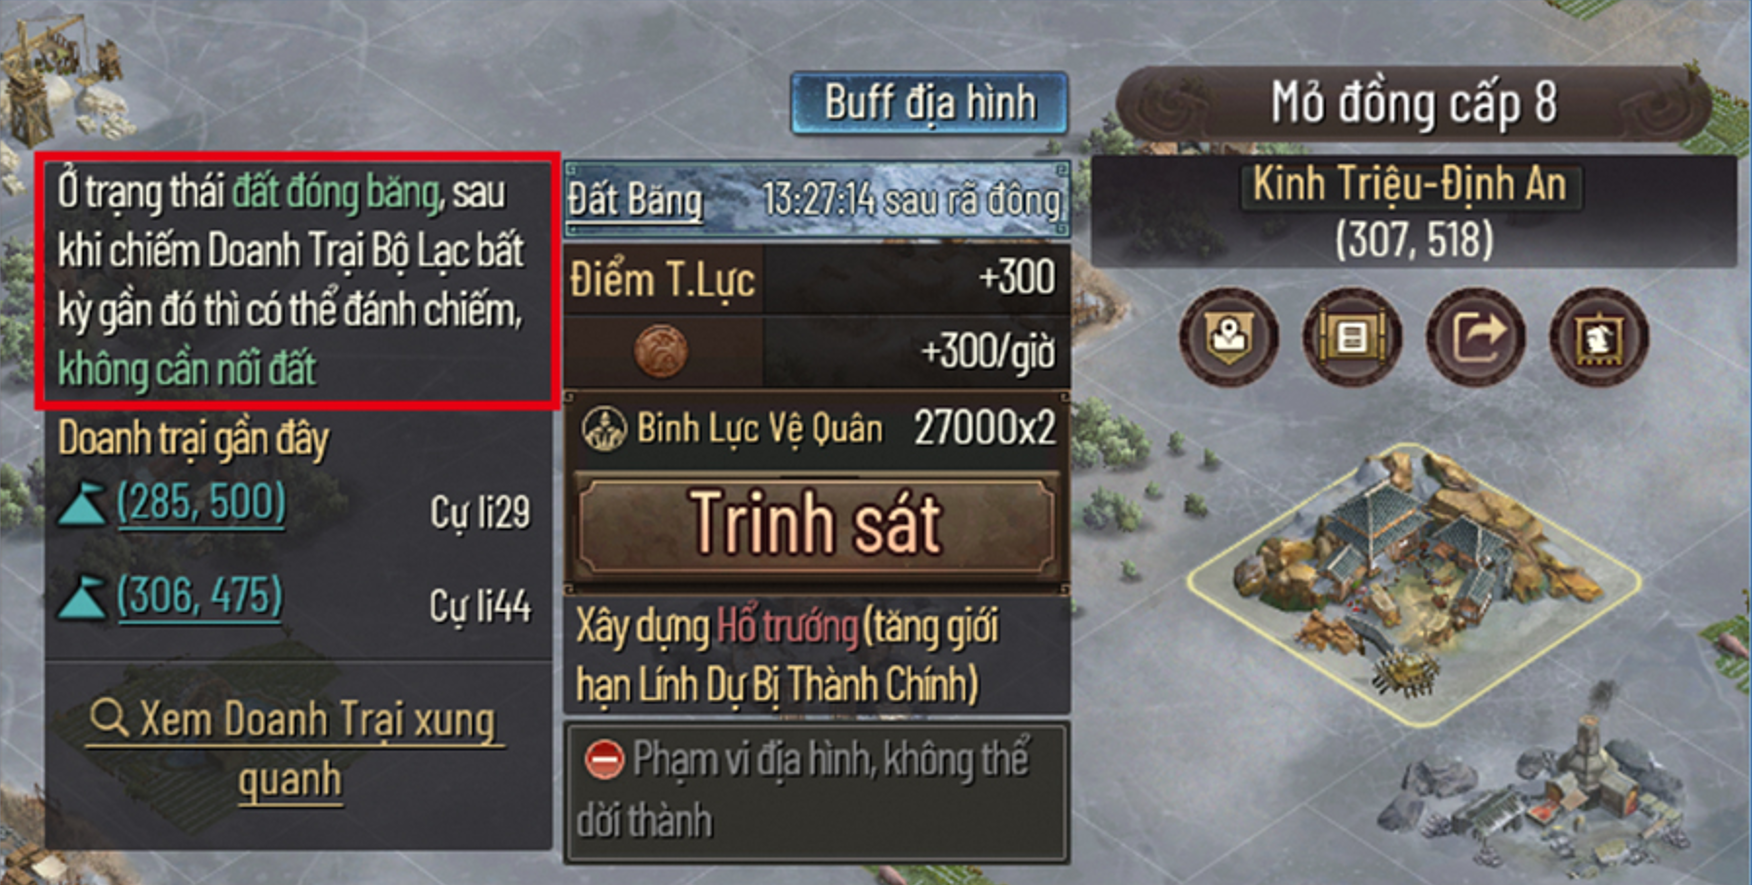 Buff địa hình
Mỏ đồng cấp 8
Ở trạng thái đất đóng băng, sau
khi chiếm Doanh Trại Bộ Lạc bất
kỳ gần đó thì có thể đánh chiếm,
không cần nối đất
Doanh trại gần đây
(285, 500) Cự li29
(306, 475) Cự li44
Xem Doanh Trại xung
quanh
Đất Băng 13:27:14 sau rã đông
Điểm T.Lực +300
+300/giờ
Binh Lực Vệ Quân 27000x2
Trinh sát
Xây dựng Hổ trướng(tăng giới
hạn Lính Dự Bị Thành Chính)
Phạm vi địa hình, không thể
dời thành
Kinh Triệu-Định An
(307, 518)